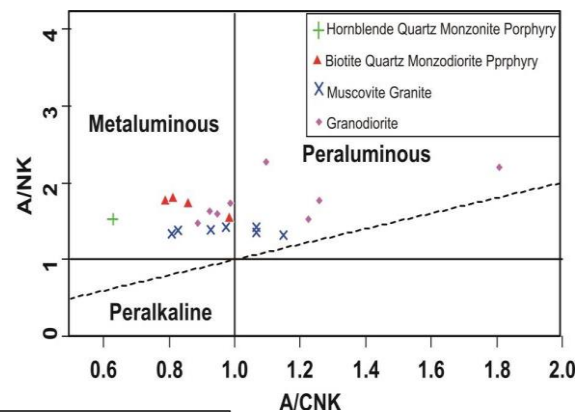 4
3
2
1
0
A/NK
Hornblende Quartz Monzonite Porphyry
Biotite Quartz Monzodiorite Pprphyry
Muscovite Granite
Granodiorite
Metaluminous
Peraluminous
Peralkaline
0.6 0.8 1.0 1.2 1.4 1.6 1.8 2.0
A/CNK